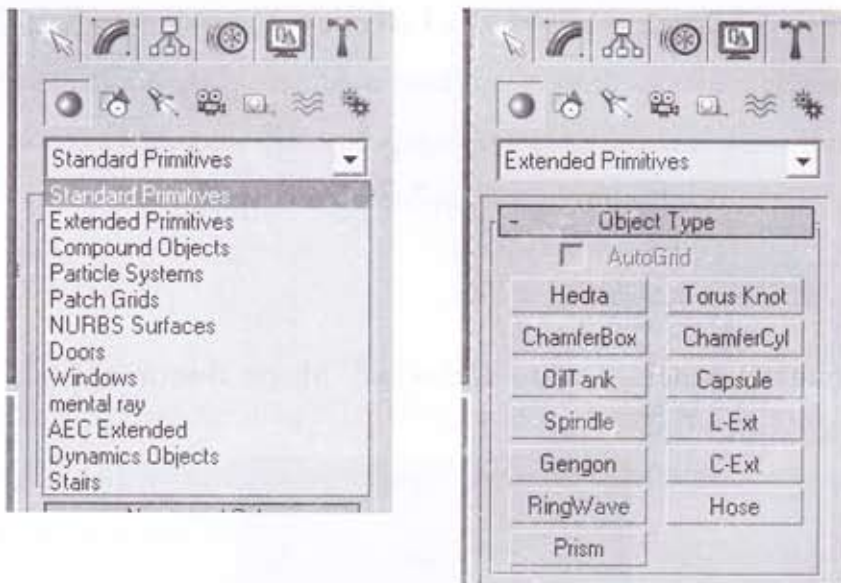 Standard Primitives
Standard Primitives
Extended Primitives
Compound Objects
Particle Systems
Patch Grids
NURBS Surfaces
Doors
Windows
mental ray
AEC Extended
Dynamics Objects
Stairs
Extended Primitives
- Object Type
AutoGrid
Hedra Torus Knot
ChamferBox ChamferCyl
OilTank Capsule
Spindle L-Ext
Gengon C-Ext
RingWave Hose
Prism